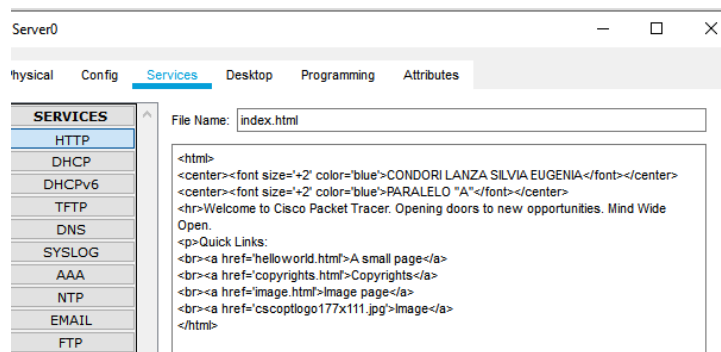 Server0
Physical Config Services Desktop Programming Attributes
SERVICES
HTTP
DHCP
DHCPv6
TFTP
DNS
SYSLOG
AAA
NTP
EMAIL
FTP
File Name: index.html
<html>
<center><font size='+2' color='blue'>CONDORI LANZA SILVIA EUGENIA</font></center>
<center><font size='+2' color='blue'>PARALELO "A"</font></center>
<hr>Welcome to Cisco Packet Tracer. Opening doors to new opportunities. Mind Wide
Open.
<p>Quick Links:
<br><a href='helloworld.html'>A small page</a>
<br><a href='copyrights.html'>Copyrights</a>
<br><a href='image.html'>Image page</a>
<br><a href='cscoptlogo177x111.jpg'>Image</a>
</html>